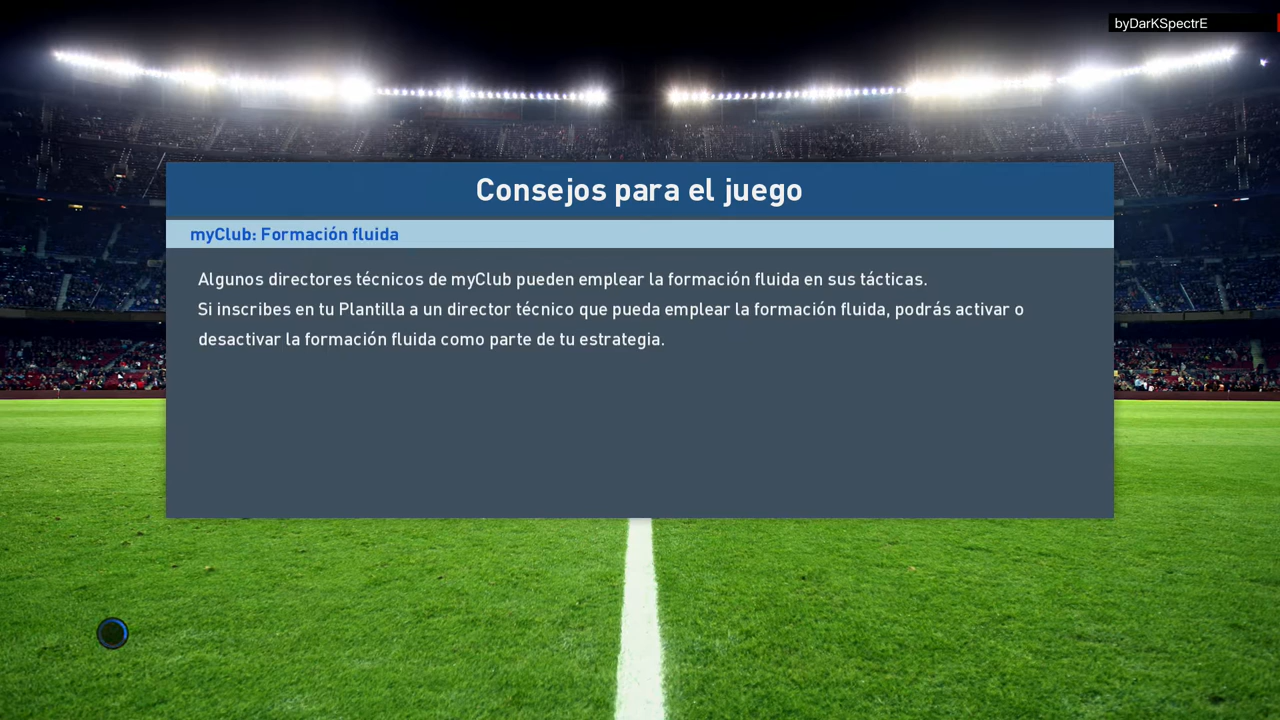 byDarKSpectrE
Consejos para el juego
myClub: Formación fluida
Algunos directores técnicos de myClub pueden emplear la formación fluida en sus tácticas.
Si inscribes en tu Plantilla a un director técnico que pueda emplear la formación fluida, podrás activar o
desactivar la formación fluida como parte de tu estrategia.